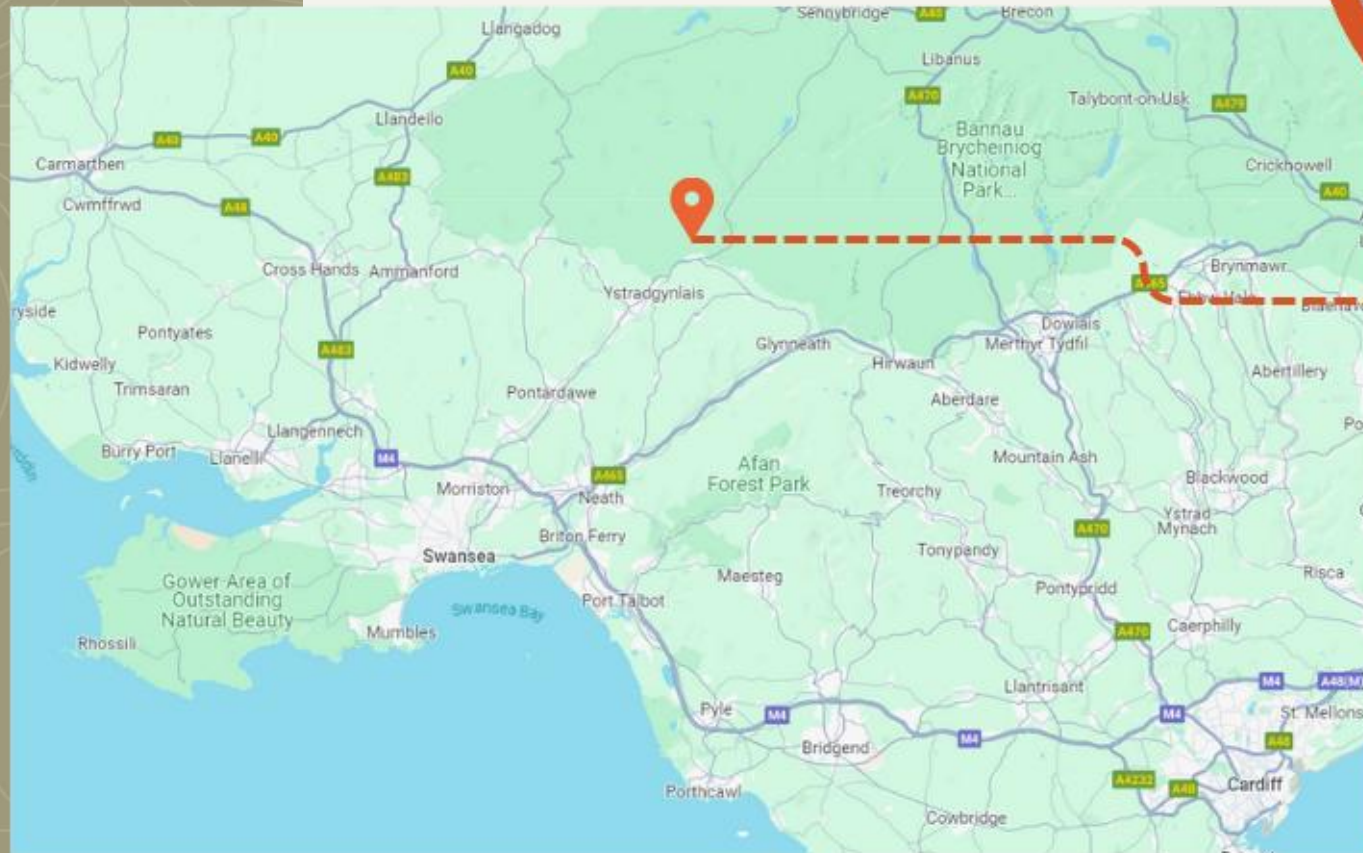 Sennybridge
A40
Brecon
Llangadog
Libanus
A40
A470
Talybont-on-Usk
A479
Llandeilo
Bannau
Brycheiniog
National
Park...
A40
A40
Carmarthen
Crickhowell
A483
A40
Cwmffrwd
A48
Cross Hands
Ammanford
Brynmawr
Ystradgynlais
A465
Ebbw Vale
Pontyates
Dowlais
Glynneath
Merthyr Tydfil
A483
Hirwaun
Kidwelly
Abertillery
Trimsaran
Pontardawe
Aberdare
Llangennech
Burry Port
Llanelli
M4
Mountain Ash
Afan
Forest Park
A465
Blackwood
Morriston
Neath
Treorchy
Ystrad
Mynach
A470
Briton Ferry
Swansea
Tonypandy
Maesteg
Risca
Gower Area of
Outstanding
Natural Beauty
Pontypridd
Port Talbot
Swansea Bay
Mumbles
A470
Caerphilly
Rhossili
Llantrisant
M4
A48(M)
Pyle
M4
M4
St. Mellons
M4
Bridgend
A48
A4232
A48
Cardiff
Porthcawl
Cowbridge